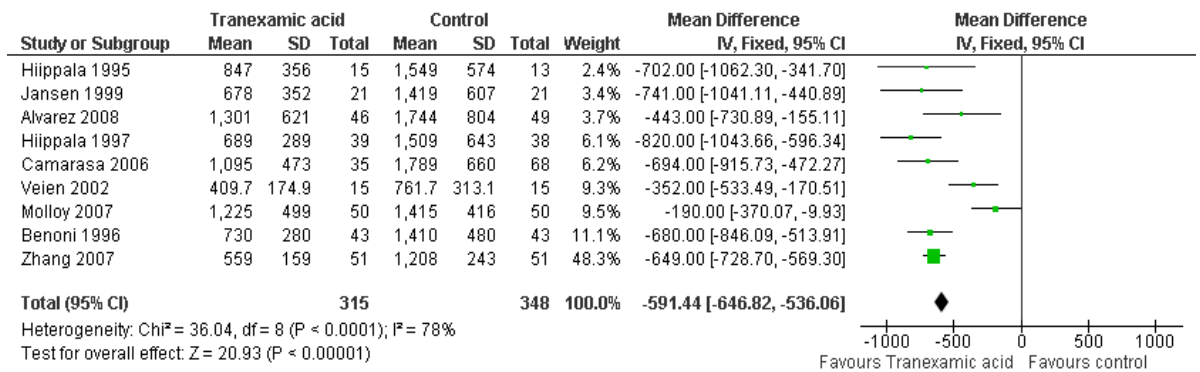 Tranexamic acid Control Mean Difference Mean Difference
Study or Subgroup Mean SD Total Mean SD Total Weight IV, Fixed, 95% CI IV, Fixed, 95% CI
Hiippala 1995 847 356 15 1,549 574 13 2.4% -702.00 [-1062.30, -341.70]
Jansen 1999 678 352 21 1,419 607 21 3.4% -741.00 [-1041.11, -440.89]
Alvarez 2008 1,301 621 46 1,744 804 49 3.7% -443.00 [-730.89, -155.11]
Hiippala 1997 689 289 39 1,509 643 38 6.1% -820.00 [-1043.66, -596.34]
Camarasa 2006 1,095 473 35 1,789 660 68 6.2% -694.00 [-915.73, -472.27]
Veien 2002 409.7 174.9 15 761.7 313.1 15 9.3% -352.00 [-533.49, -170.51]
Molloy 2007 1,225 499 50 1,415 416 50 9.5% -190.00 [-370.07, -9.93]
Benoni 1996 730 280 43 1,410 480 43 11.1% -680.00 [-846.09, -513.91]
Zhang 2007 559 159 51 1,208 243 51 48.3% -649.00 [-728.70, -569.30]
Total (95% CI) 315 348 100.0% -591.44 [-646.82, -536.06]
Heterogeneity: Chi² = 36.04, df = 8 (P < 0.0001); I² = 78%
Test for overall effect: Z = 20.93 (P < 0.00001)
-1000 -500 0 500 1000
Favours Tranexamic acid Favours control